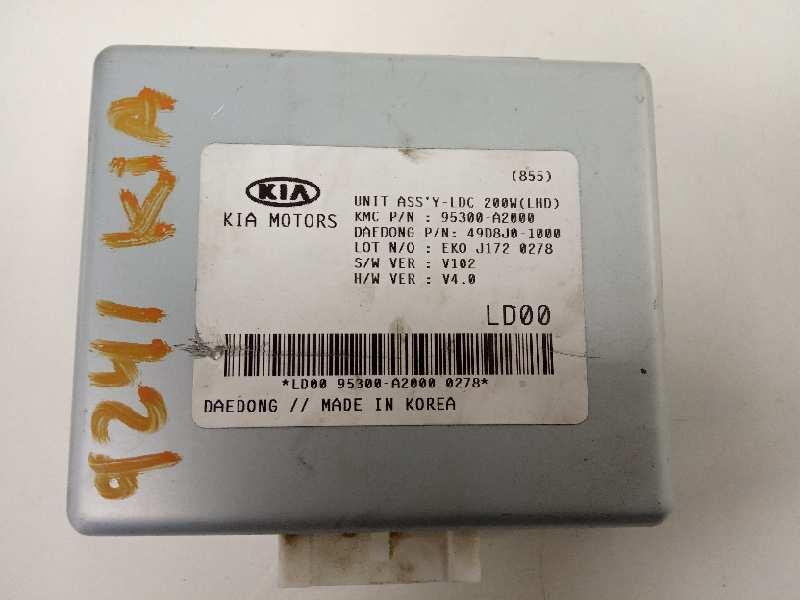 9241 KIA
KIA
KIA MOTORS
(855)
UNIT ASS'Y-LDC 200W(LHD)
KMC P/N : 95300-A2000
DAEDONG P/N: 49D8J0-1000
LOT N/O : EKO J172 0278
S/W VER : V102
H/W VER : V4.0
LD00
*LD00 95300-A2000 0278*
DAEDONG // MADE IN KOREA